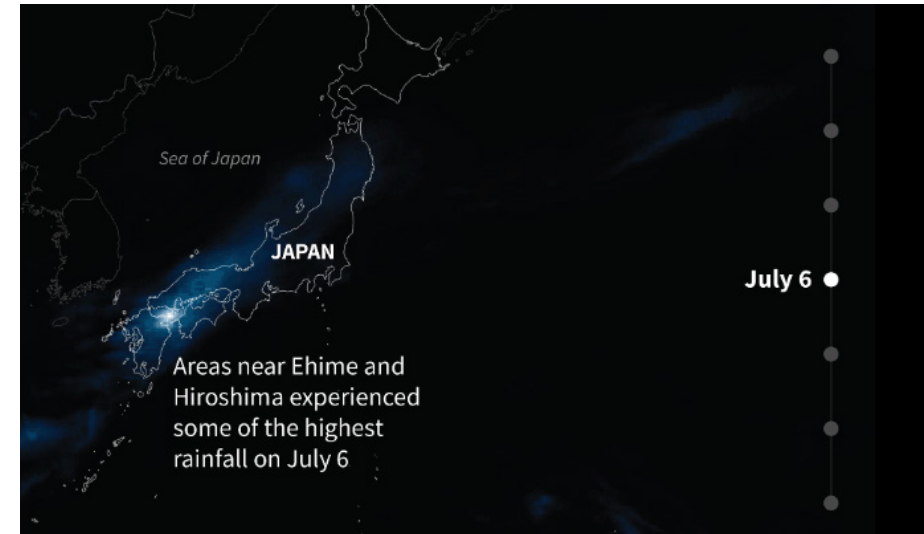 Sea of Japan
JAPAN
July 6
Areas near Ehime and
Hiroshima experienced
some of the highest
rainfall on July 6